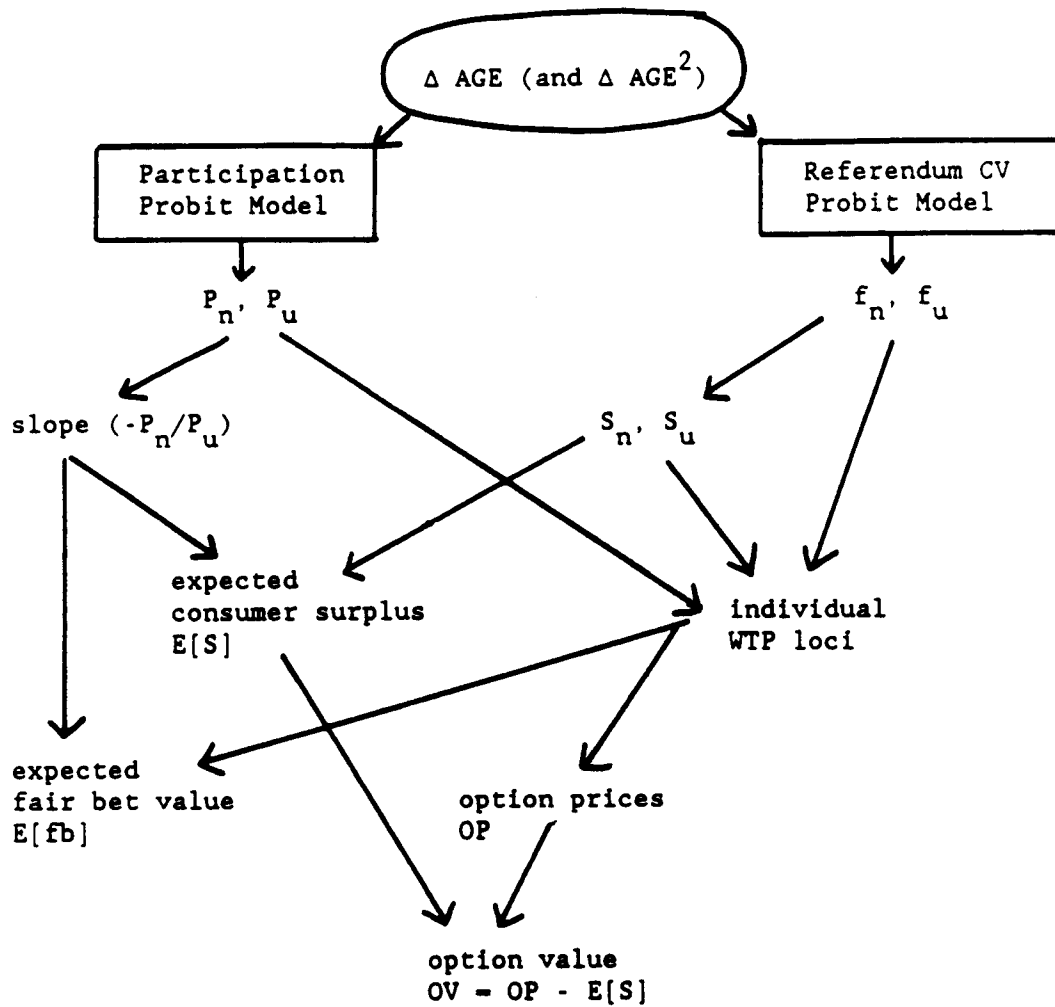 Δ AGE (and Δ AGE²)
Participation
Probit Model
Referendum CV
Probit Model
P_n, P_u
f_n, f_u
slope (-P_n/P_u)
S_n, S_u
expected
consumer surplus
E[S]
individual
WTP loci
expected
fair bet value
E[fb]
option prices
OP
option value
OV = OP - E[S]